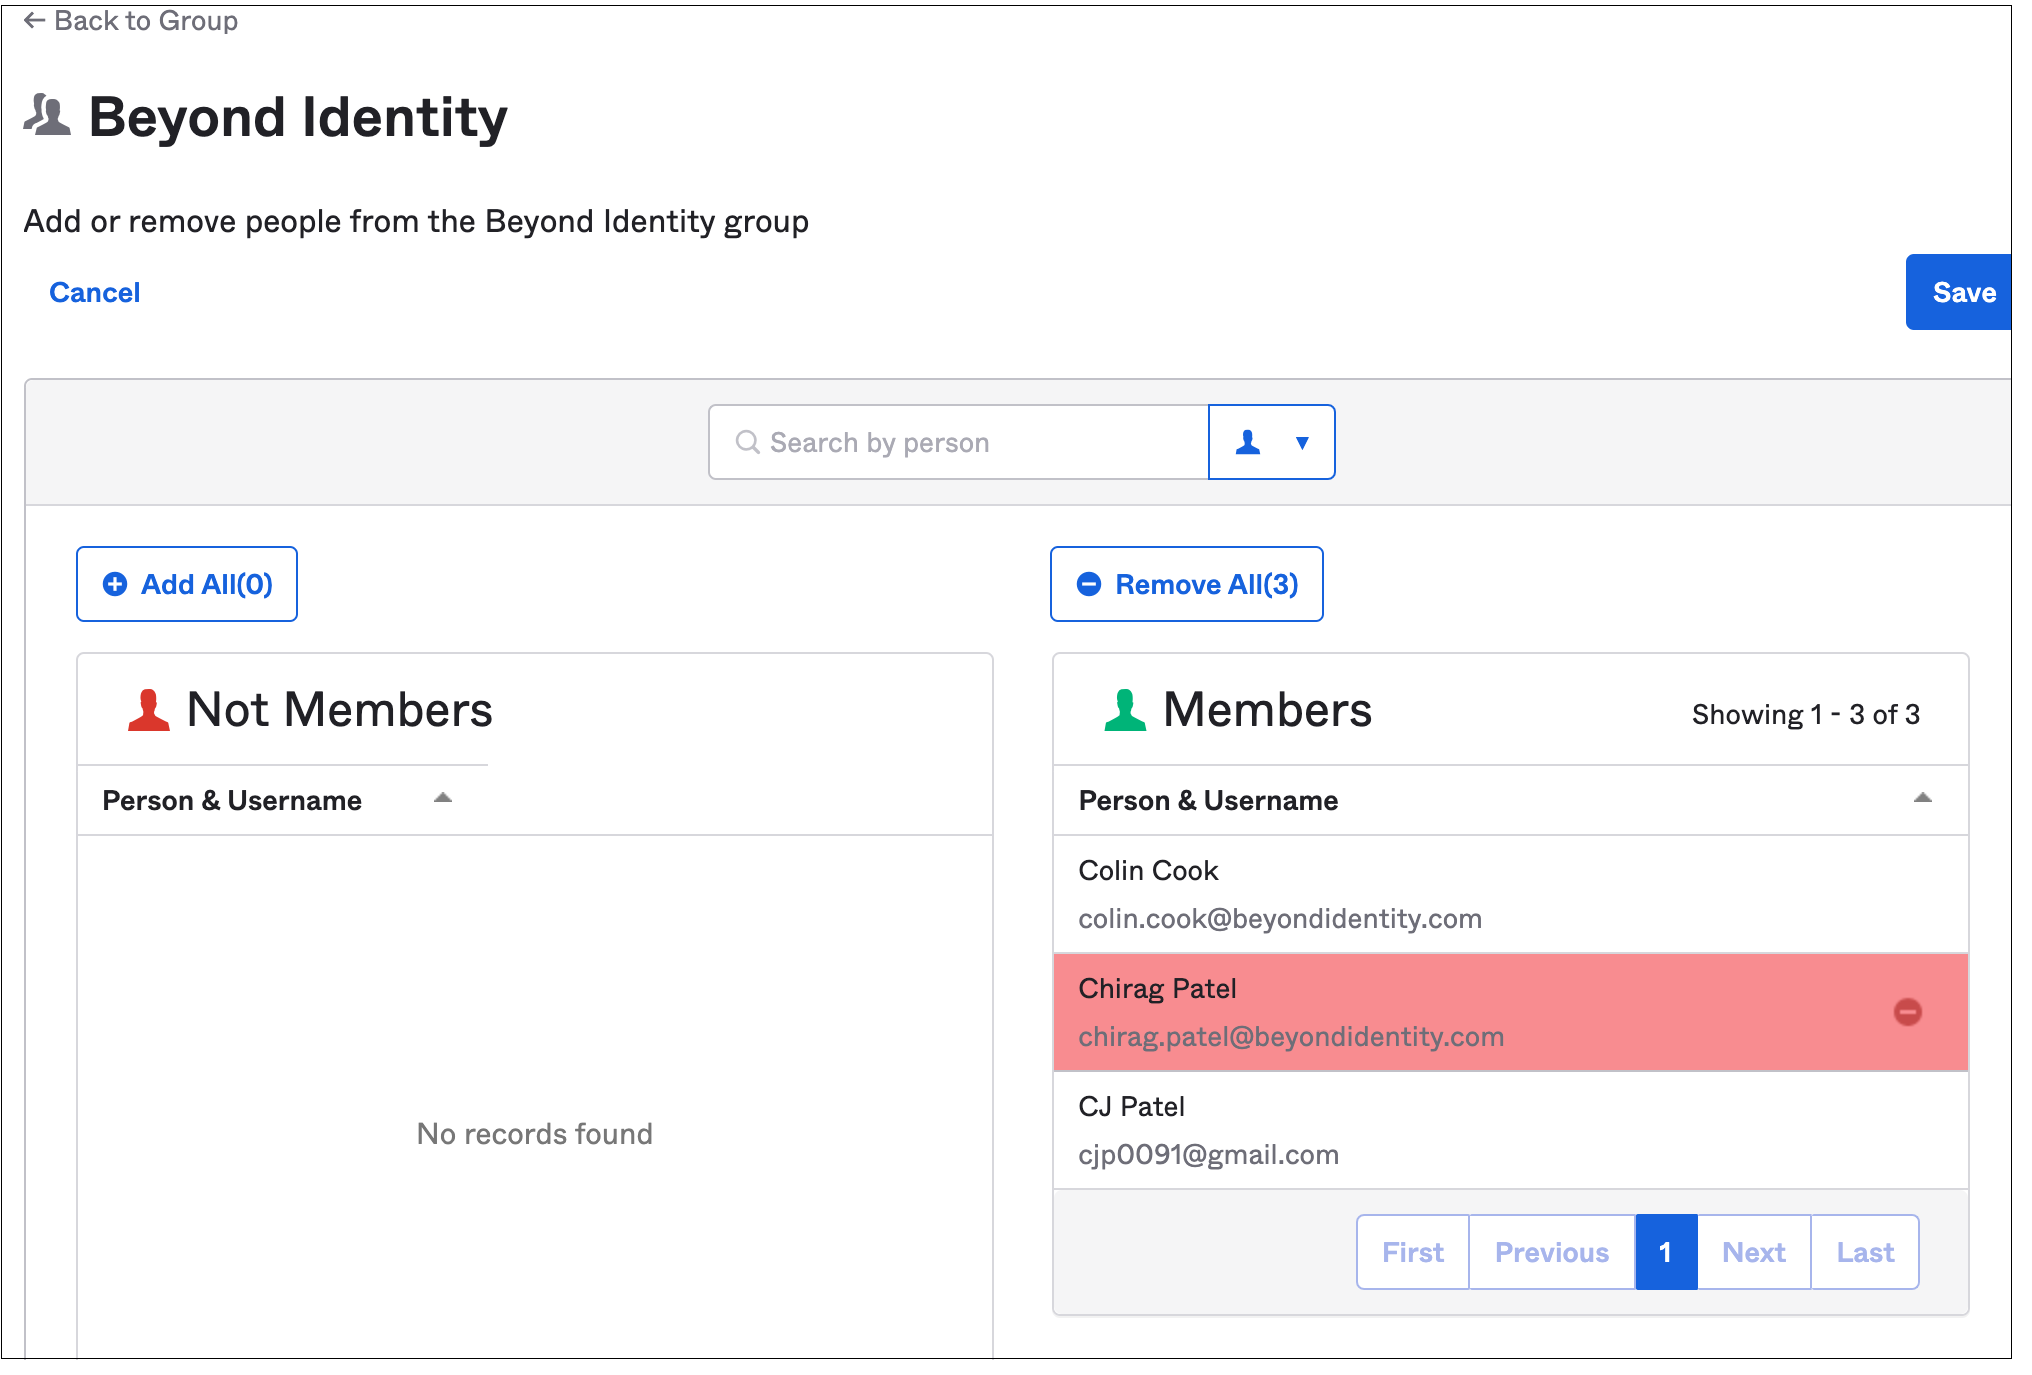 ← Back to Group
Beyond Identity
Add or remove people from the Beyond Identity group
Cancel
Save
Search by person
Add All(0)
Remove All(3)
Not Members
Person & Username
No records found
Members
Showing 1 - 3 of 3
Person & Username
Colin Cook
colin.cook@beyondidentity.com
Chirag Patel
chirag.patel@beyondidentity.com
CJ Patel
cjp0091@gmail.com
First Previous 1 Next Last